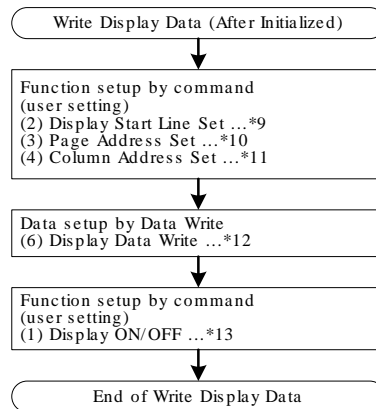 Write Display Data (After Initialized)
Function setup by command
(user setting)
(2) Display Start Line Set ...*9
(3) Page Address Set ...*10
(4) Column Address Set ...*11
Data setup by Data Write
(6) Display Data Write ...*12
Function setup by command
(user setting)
(1) Display ON/OFF ...*13
End of Write Display Data